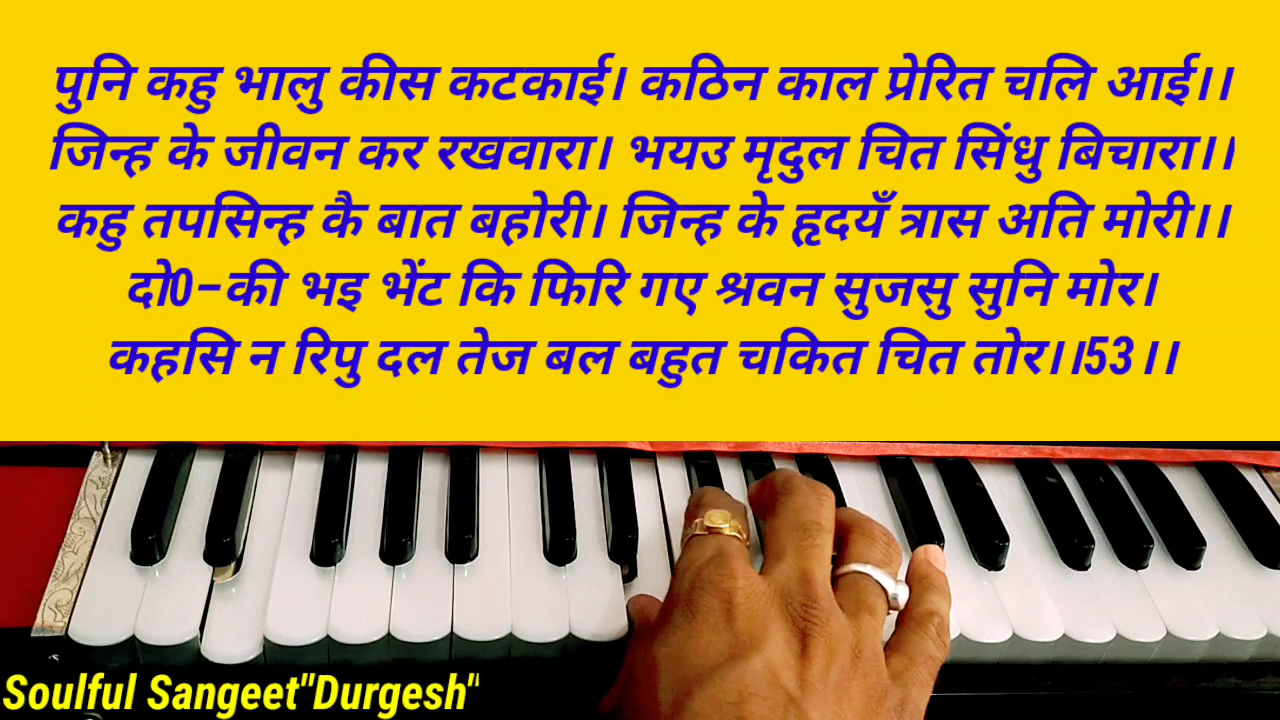 पुनि कहु भालु कीस कटकाई। कठिन काल प्रेरित चलि आई।।
जिन्ह के जीवन कर रखवारा। भयउ मृदुल चित सिंधु बिचारा।।
कहु तपसिन्ह कै बात बहोरी। जिन्ह के हृदयँ त्रास अति मोरी।।
दो0-की भइ भेंट कि फिरि गए श्रवन सुजसु सुनि मोर।
कहसि न रिपु दल तेज बल बहुत चकित चित तोर।।53।।
Soulful Sangeet"Durgesh"